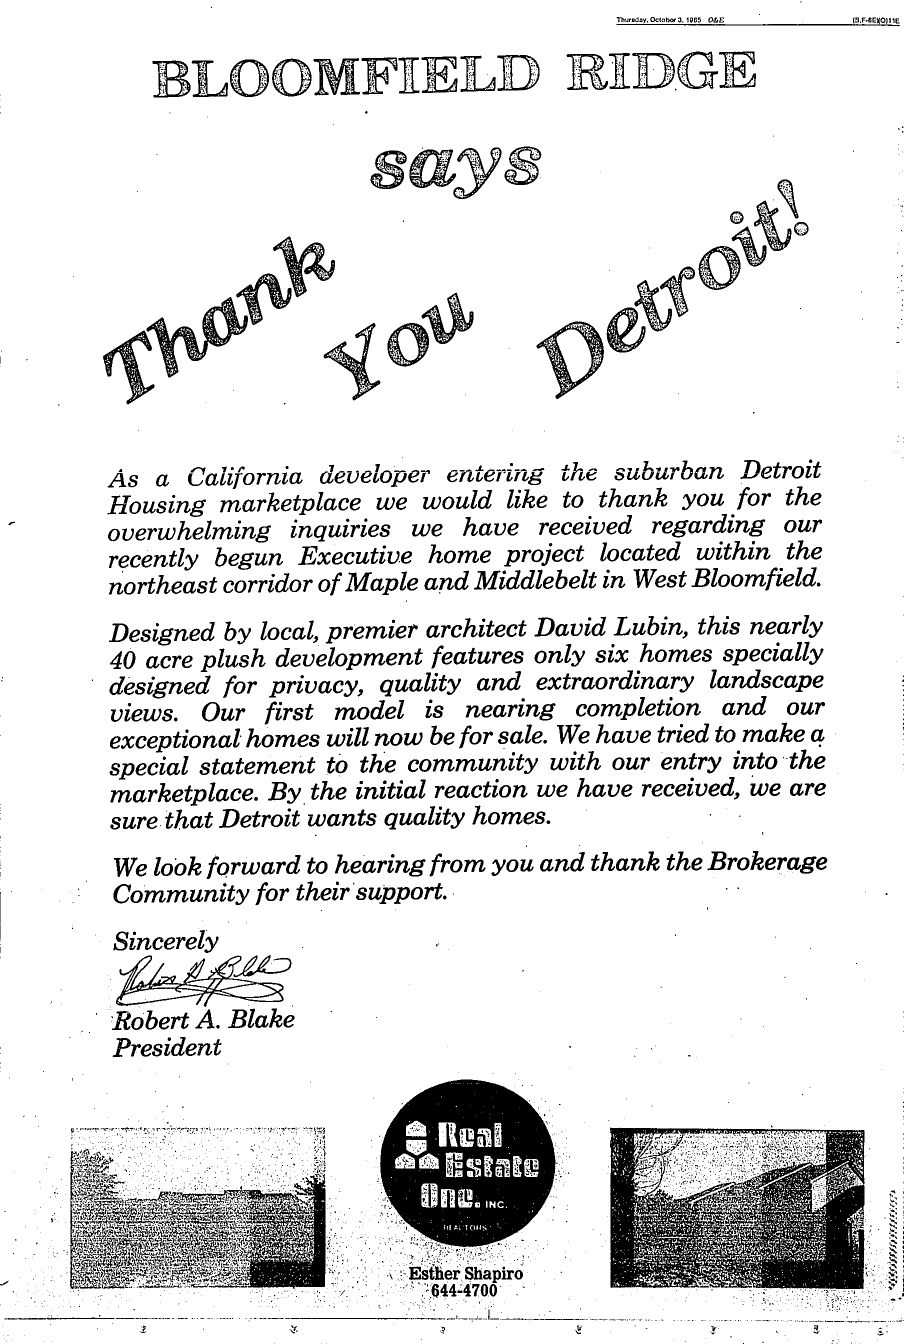 Thursday, October 3, 1985 O&E
(S,F-6E)(O)11E
BLOOMFIELD RIDGE
says
Thank You Detroit!
As a California developer entering the suburban Detroit
Housing marketplace we would like to thank you for the
overwhelming inquiries we have received regarding our
recently begun Executive home project located within the
northeast corridor of Maple and Middlebelt in West Bloomfield.
Designed by local, premier architect David Lubin, this nearly
40 acre plush development features only six homes specially
designed for privacy, quality and extraordinary landscape
views. Our first model is nearing completion and our
exceptional homes will now be for sale. We have tried to make a
special statement to the community with our entry into the
marketplace. By the initial reaction we have received, we are
sure that Detroit wants quality homes.
We look forward to hearing from you and thank the Brokerage
Community for their support.
Sincerely
Robert A. Blake
Robert A. Blake
President
Real
Estate
One. INC.
REALTORS
Esther Shapiro
644-4700